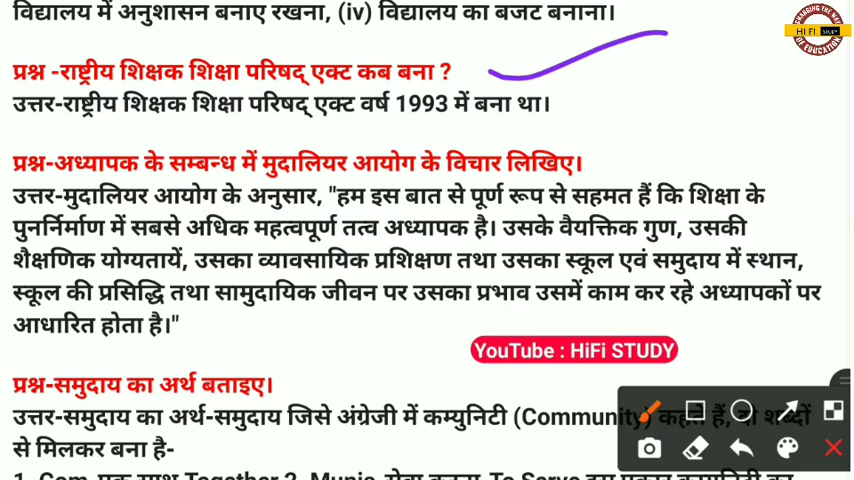 विद्यालय में अनुशासन बनाए रखना, (iv) विद्यालय का बजट बनाना।
CHANGING THE WAY
HI FI STUDY
OF EDUCATION
प्रश्न -राष्ट्रीय शिक्षक शिक्षा परिषद् एक्ट कब बना ?
उत्तर-राष्ट्रीय शिक्षक शिक्षा परिषद् एक्ट वर्ष 1993 में बना था।
प्रश्न-अध्यापक के सम्बन्ध में मुदालियर आयोग के विचार लिखिए।
उत्तर-मुदालियर आयोग के अनुसार, "हम इस बात से पूर्ण रूप से सहमत हैं कि शिक्षा के
पुनर्निर्माण में सबसे अधिक महत्वपूर्ण तत्व अध्यापक है। उसके वैयक्तिक गुण, उसकी
शैक्षणिक योग्यतायें, उसका व्यावसायिक प्रशिक्षण तथा उसका स्कूल एवं समुदाय में स्थान,
स्कूल की प्रसिद्धि तथा सामुदायिक जीवन पर उसका प्रभाव उसमें काम कर रहे अध्यापकों पर
आधारित होता है।"
YouTube : HiFi STUDY
प्रश्न-समुदाय का अर्थ बताइए।
उत्तर-समुदाय का अर्थ-समुदाय जिसे अंग्रेजी में कम्युनिटी (Community) कहते हैं, दो शब्दों
से मिलकर बना है-